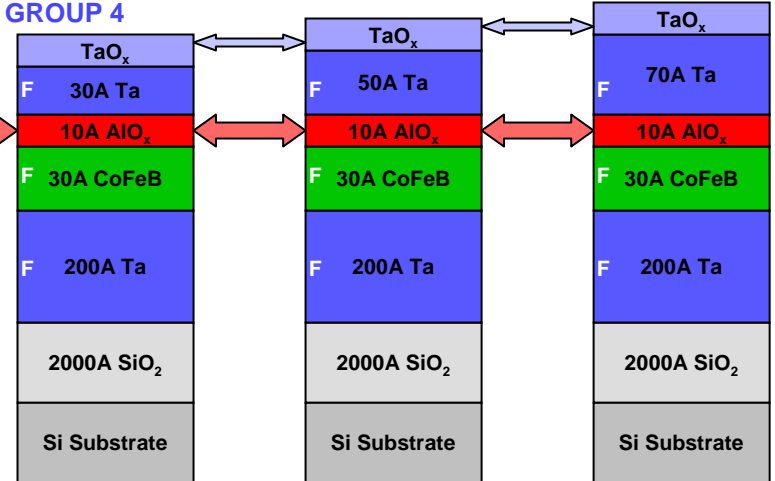 GROUP 4
TaOₓ
F 30A Ta
10A AlOₓ
F 30A CoFeB
F 200A Ta
2000A SiO₂
Si Substrate
TaOₓ
F 50A Ta
10A AlOₓ
F 30A CoFeB
F 200A Ta
2000A SiO₂
Si Substrate
TaOₓ
F 70A Ta
10A AlOₓ
F 30A CoFeB
F 200A Ta
2000A SiO₂
Si Substrate